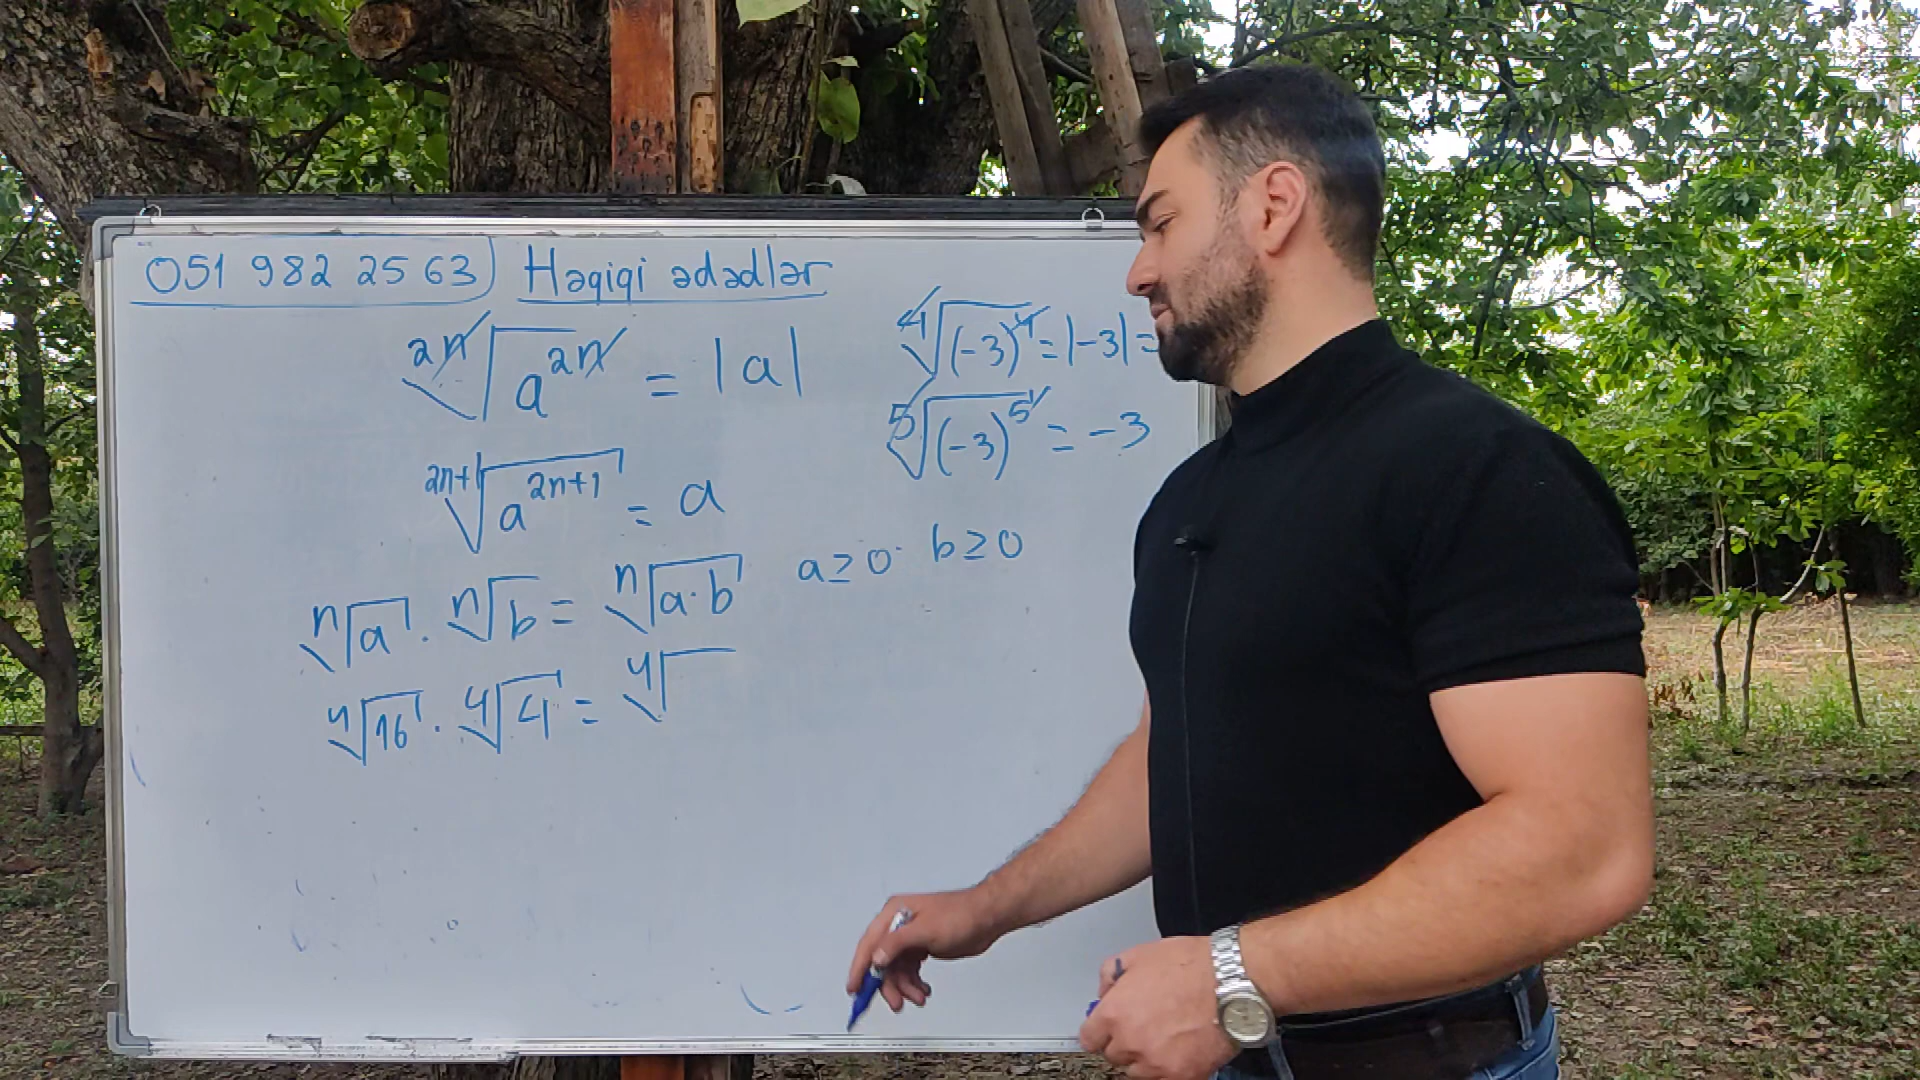 051 982 25 63) Həqiqi ədədlər
²ⁿ√(a²ⁿ) = |a|
⁴√((-3)⁴) = |-3| =
⁵√((-3)⁵) = -3
²ⁿ⁺¹√(a²ⁿ⁺¹) = a
ⁿ√a · ⁿ√b = ⁿ√(a·b) a≥0 b≥0
⁴√16 · ⁴√4 = ⁴√